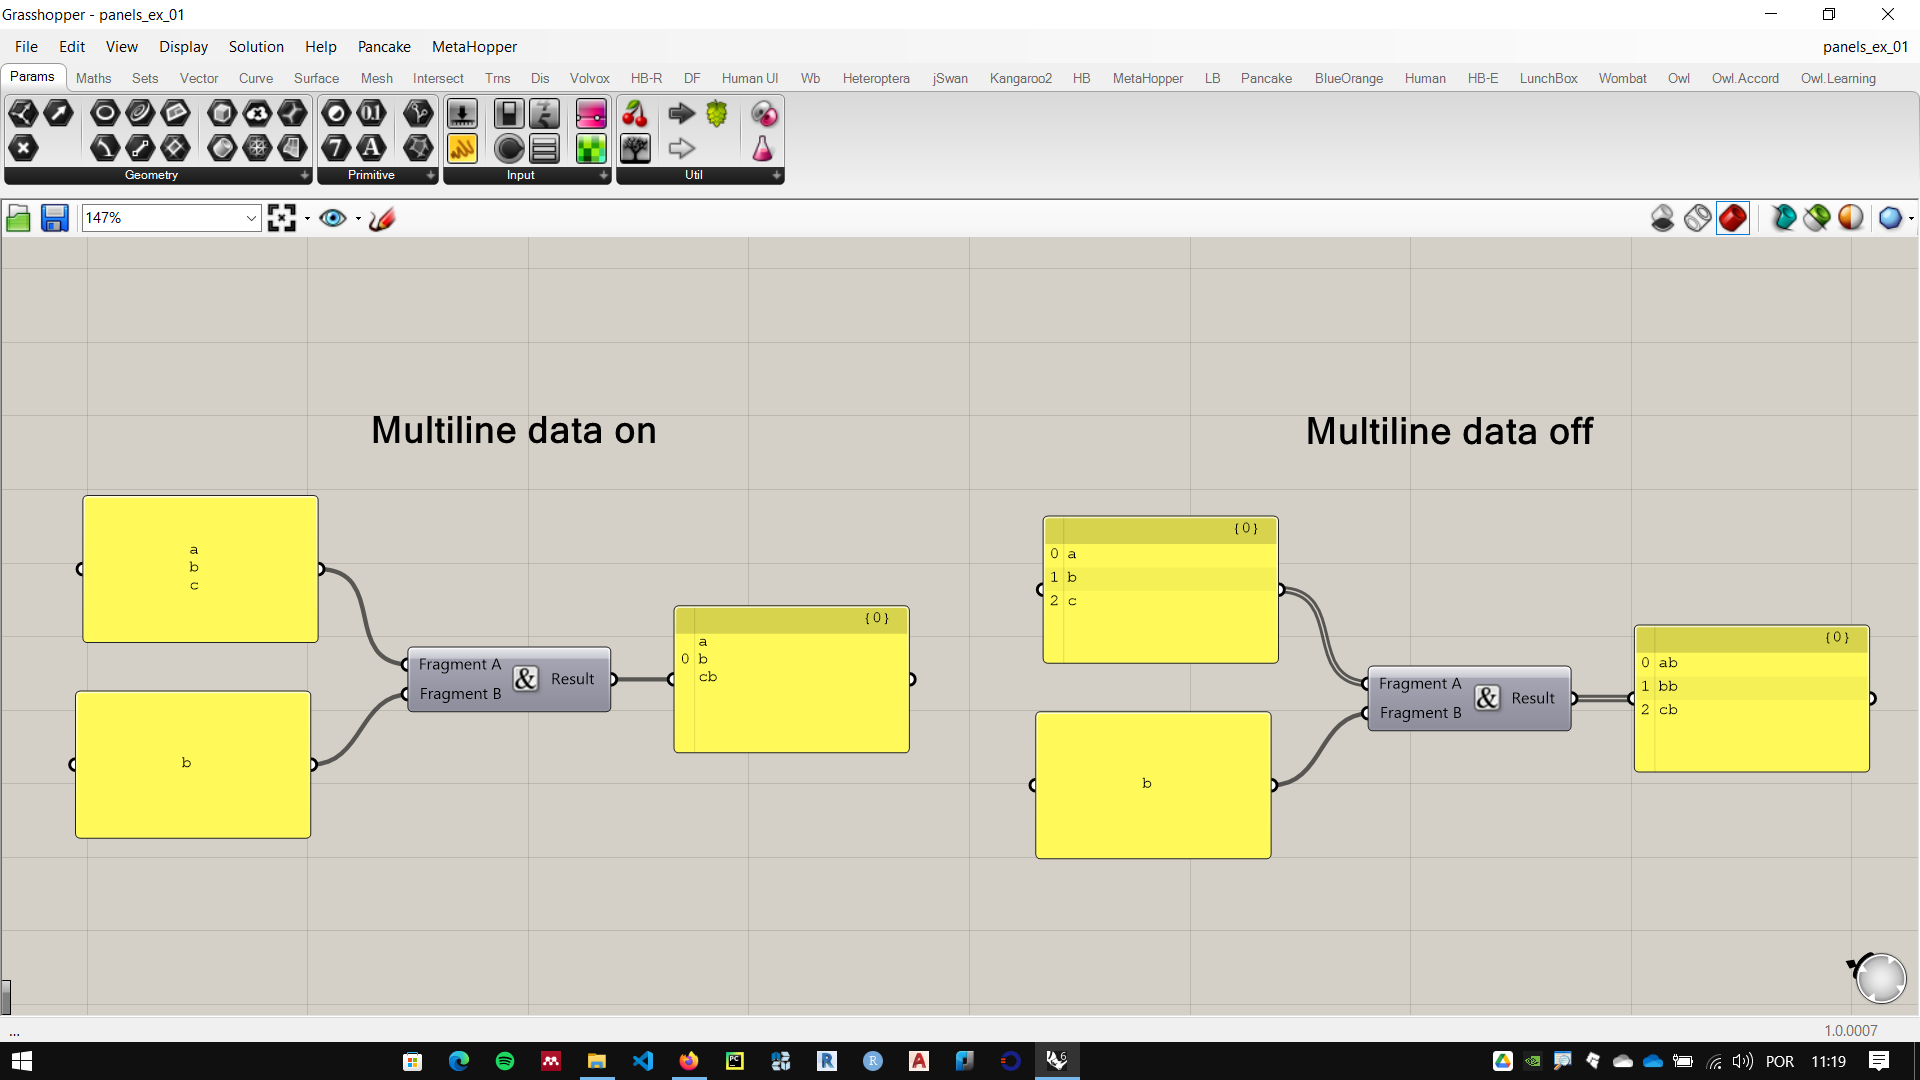 Grasshopper - panels_ex_01
File Edit View Display Solution Help Pancake MetaHopper
panels_ex_01
Params Maths Sets Vector Curve Surface Mesh Intersect Trns Dis Volvox HB-R DF Human UI Wb Heteroptera jSwan Kangaroo2 HB MetaHopper LB Pancake BlueOrange Human HB-E LunchBox Wombat Owl Owl.Accord Owl.Learning
Geometry Primitive Input Util
147%
Multiline data on
a
b
c
b
Fragment A
Fragment B
&
Result
{0}
a
0 b
cb
Multiline data off
{0}
0 a
1 b
2 c
b
Fragment A
Fragment B
&
Result
{0}
0 ab
1 bb
2 cb
...
1.0.0007
POR
11:19